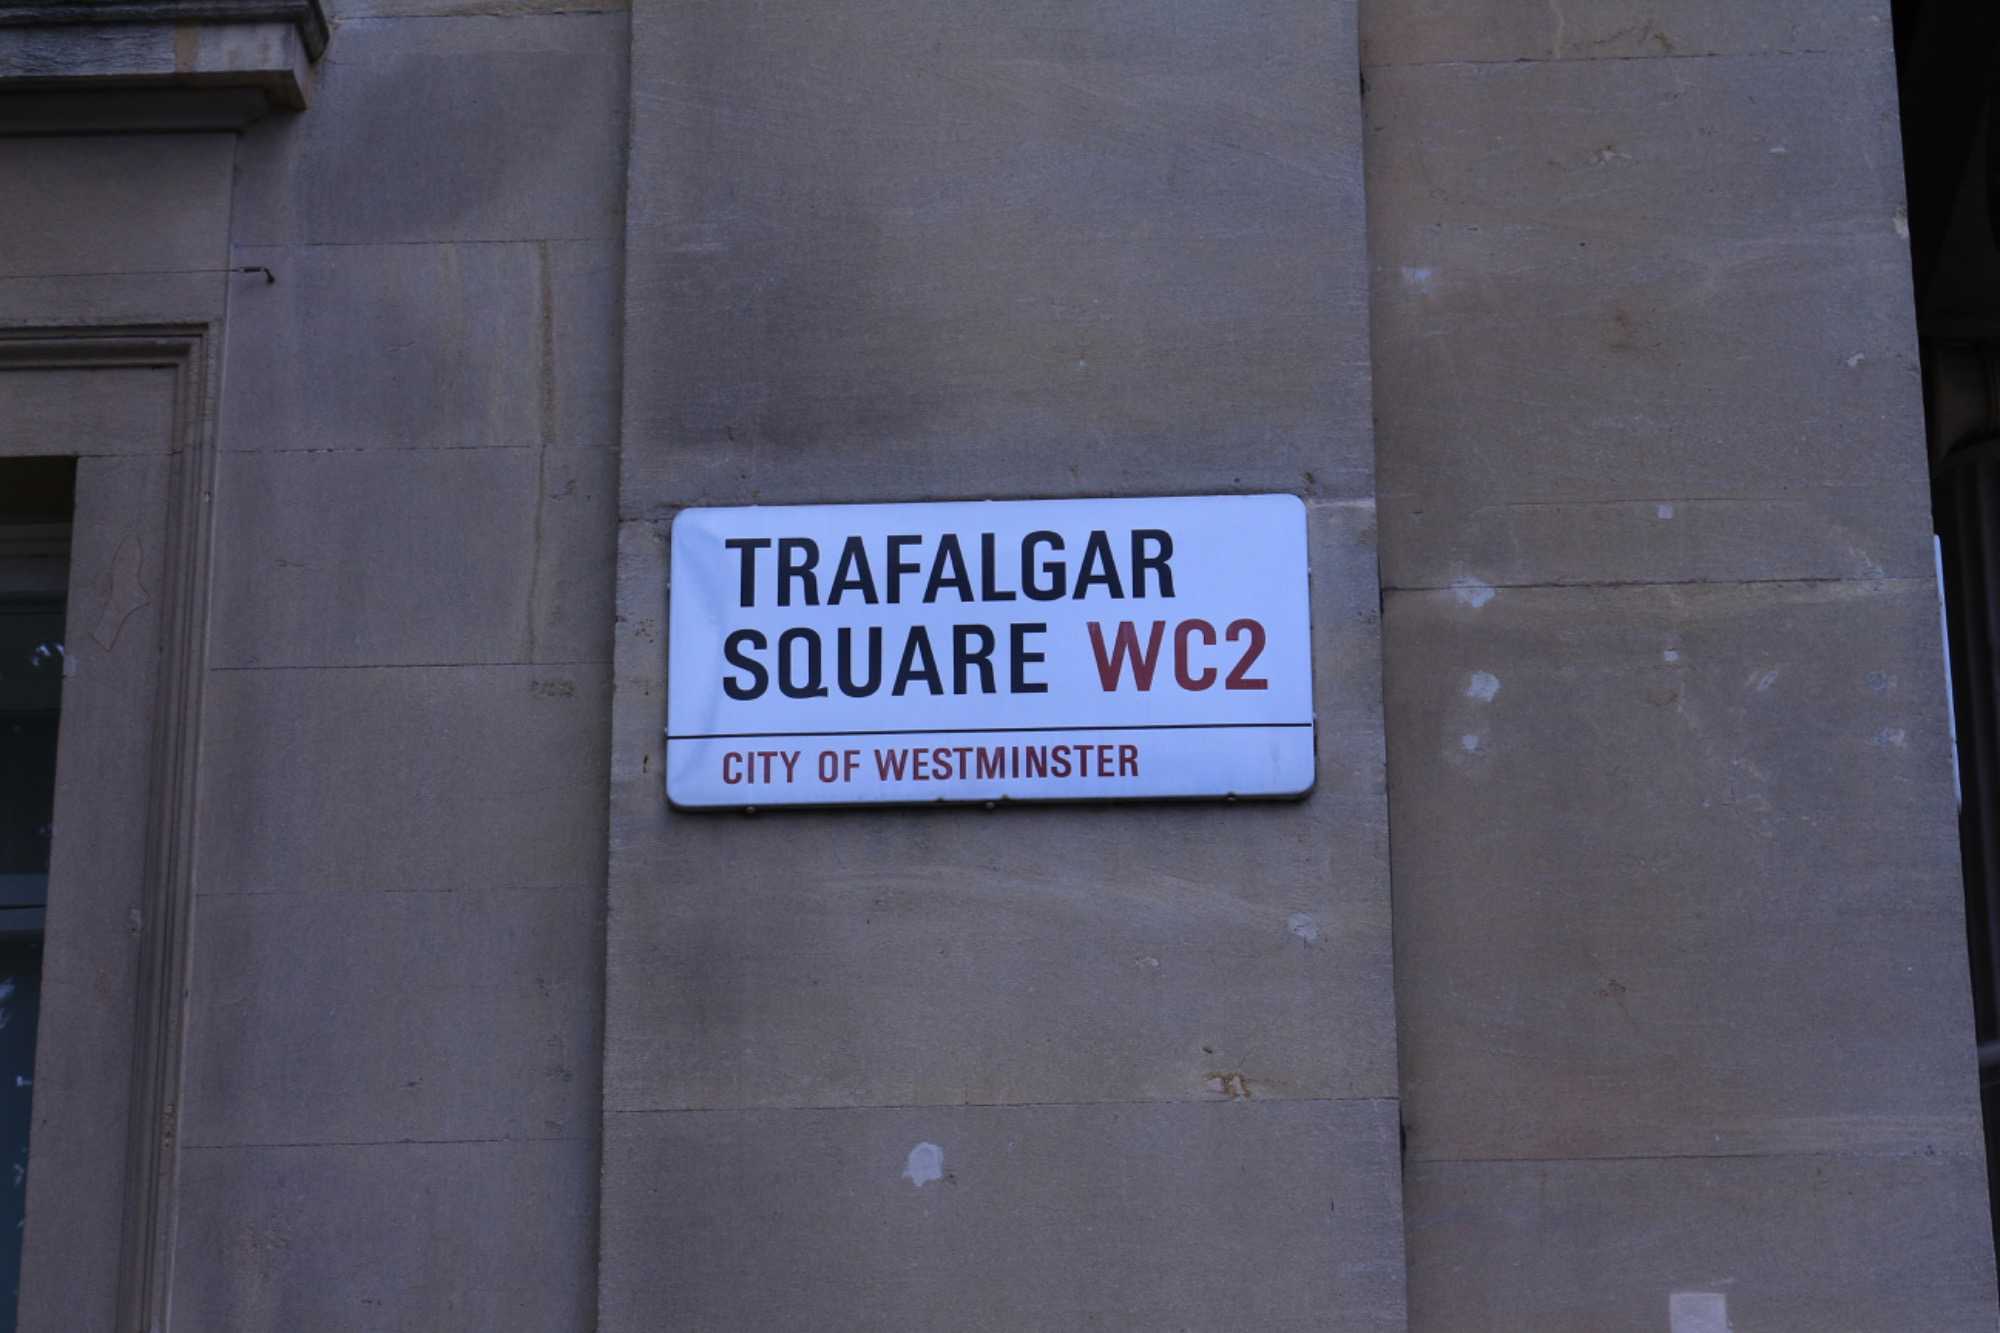 TRAFALGAR
SQUARE WC2
CITY OF WESTMINSTER